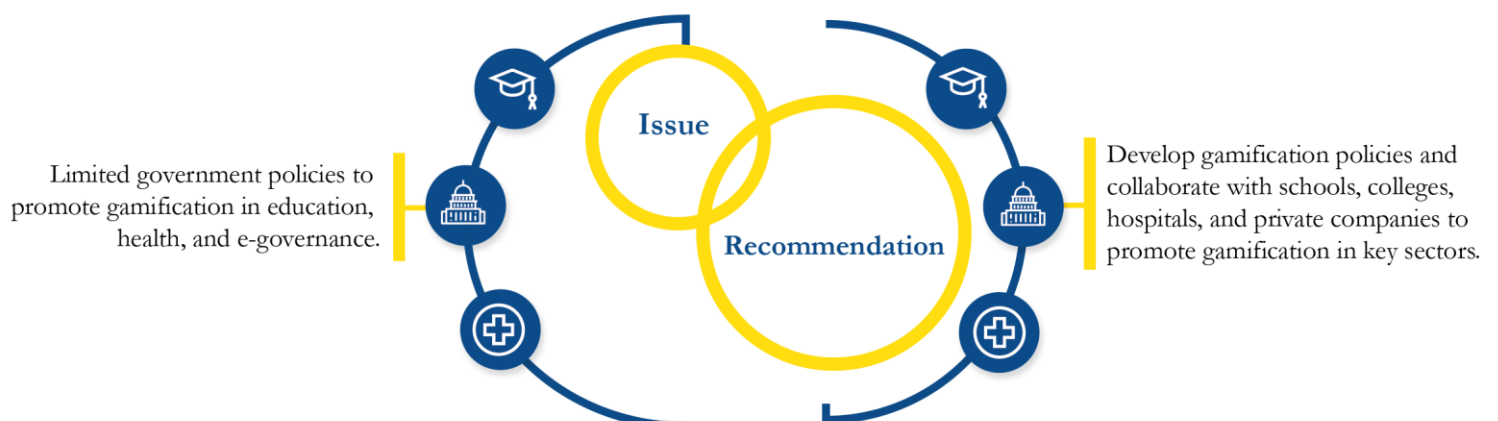 Issue
Recommendation
Limited government policies to
promote gamification in education,
health, and e-governance.
Develop gamification policies and
collaborate with schools, colleges,
hospitals, and private companies to
promote gamification in key sectors.